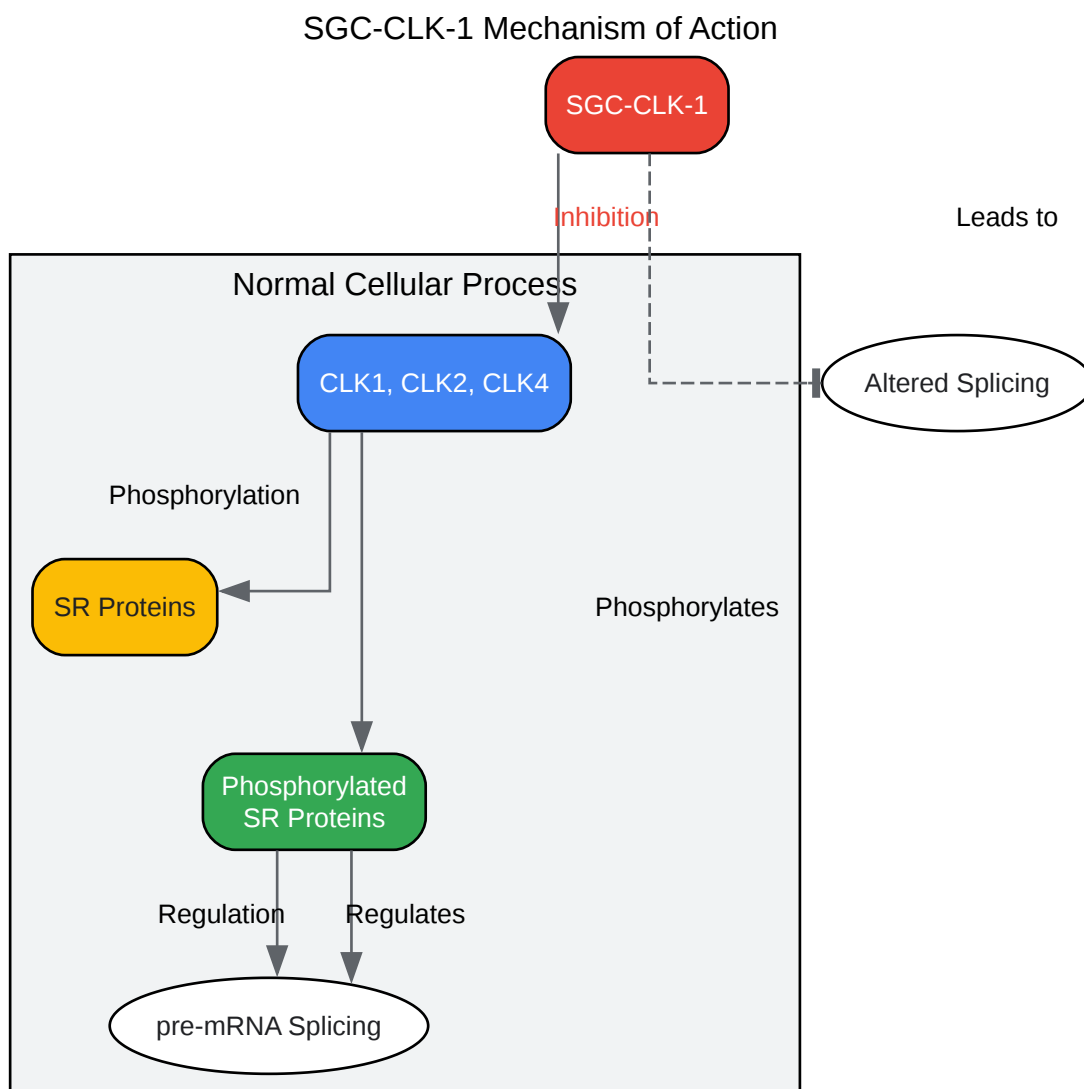 SGC-CLK-1 Mechanism of Action
SGC-CLK-1
Inhibition
Leads to
Normal Cellular Process
CLK1, CLK2, CLK4
Altered Splicing
Phosphorylation
SR Proteins
Phosphorylates
Phosphorylated
SR Proteins
Regulation
Regulates
pre-mRNA Splicing